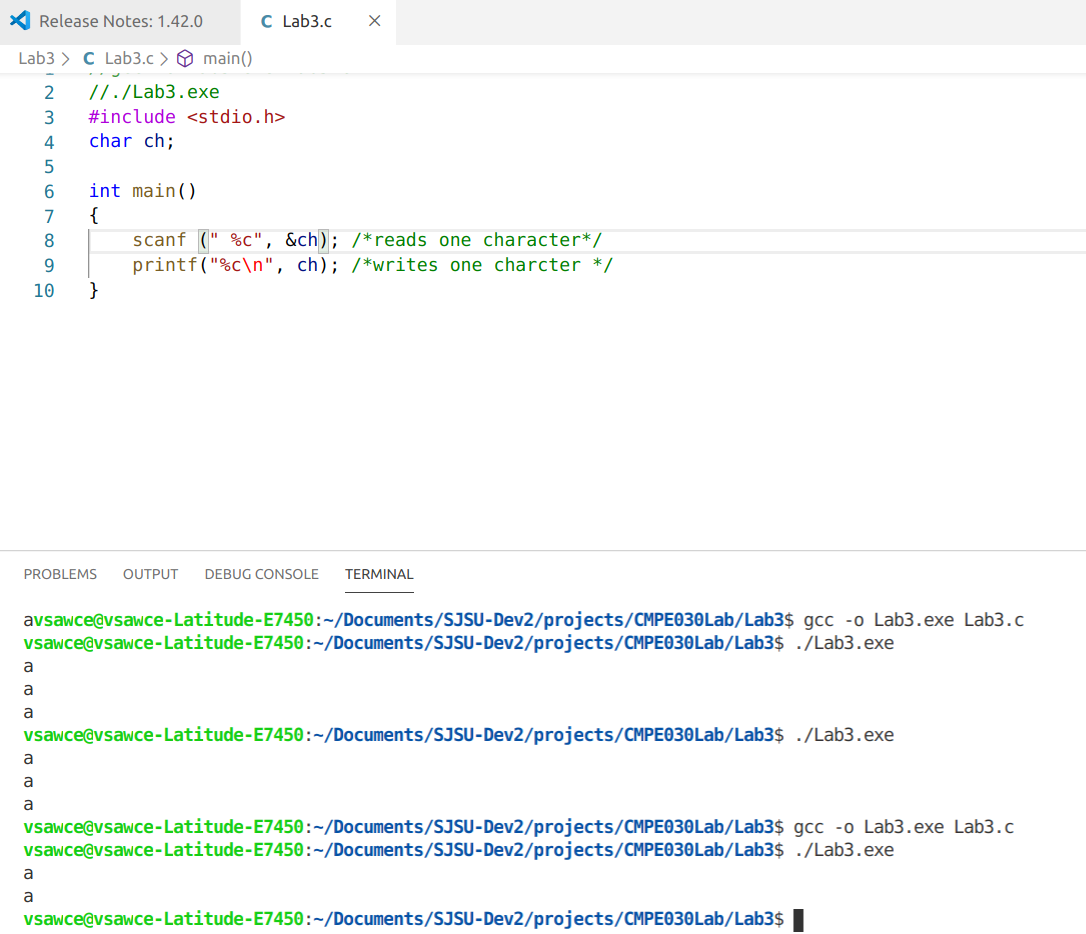 Release Notes: 1.42.0
C Lab3.c ×
Lab3 > C Lab3.c > main()
2 //./Lab3.exe
3 #include <stdio.h>
4 char ch;
5
6 int main()
7 {
8 scanf (" %c", &ch); /*reads one character*/
9 printf("%c\n", ch); /*writes one charcter */
10 }
PROBLEMS OUTPUT DEBUG CONSOLE TERMINAL
avsawce@vsawce-Latitude-E7450:~/Documents/SJSU-Dev2/projects/CMPE030Lab/Lab3$ gcc -o Lab3.exe Lab3.c
vsawce@vsawce-Latitude-E7450:~/Documents/SJSU-Dev2/projects/CMPE030Lab/Lab3$ ./Lab3.exe
a
a
a
vsawce@vsawce-Latitude-E7450:~/Documents/SJSU-Dev2/projects/CMPE030Lab/Lab3$ ./Lab3.exe
a
a
a
vsawce@vsawce-Latitude-E7450:~/Documents/SJSU-Dev2/projects/CMPE030Lab/Lab3$ gcc -o Lab3.exe Lab3.c
vsawce@vsawce-Latitude-E7450:~/Documents/SJSU-Dev2/projects/CMPE030Lab/Lab3$ ./Lab3.exe
a
a
vsawce@vsawce-Latitude-E7450:~/Documents/SJSU-Dev2/projects/CMPE030Lab/Lab3$